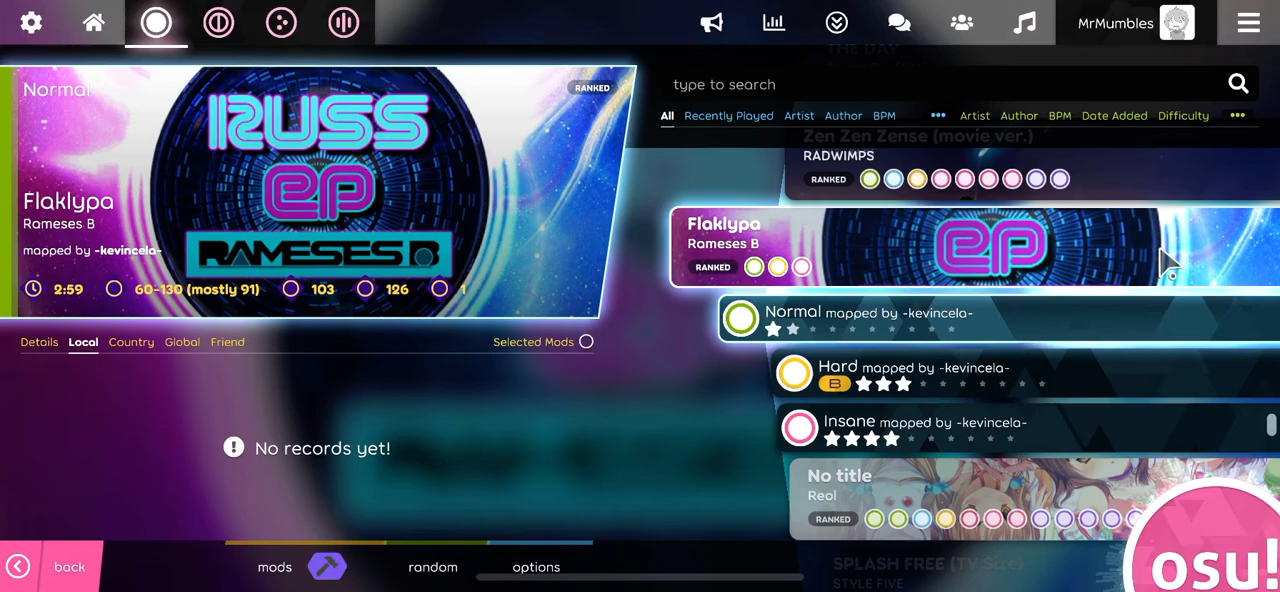 MrMumbles
THE DAY
Normal
RANKED
RUSS
ep
RAMESES B
Flaklypa
Rameses B
mapped by -kevincela-
2:59
60-130 (mostly 91)
103
126
1
Details
Local
Country
Global
Friend
Selected Mods
No records yet!
type to search
All
Recently Played
Artist
Author
BPM
Artist
Author
BPM
Date Added
Difficulty
Zen Zen Zense (movie ver.)
RADWIMPS
RANKED
Flaklypa
Rameses B
RANKED
ep
Normal mapped by -kevincela-
Hard mapped by -kevincela-
B
Insane mapped by -kevincela-
No title
Reol
RANKED
SPLASH FREE (TV Size)
STYLE FIVE
back
mods
random
options
osu!